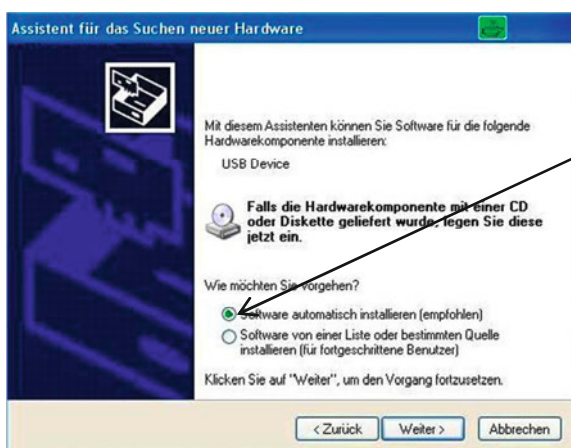 Assistent für das Suchen neuer Hardware
Mit diesem Assistenten können Sie Software für die folgende
Hardwarekomponente installieren:
USB Device
Falls die Hardwarekomponente mit einer CD
oder Diskette geliefert wurde, legen Sie diese
jetzt ein.
Wie möchten Sie vorgehen?
Software automatisch installieren (empfohlen)
Software von einer Liste oder bestimmten Quelle
installieren (für fortgeschrittene Benutzer)
Klicken Sie auf "Weiter", um den Vorgang fortzusetzen.
< Zurück Weiter > Abbrechen